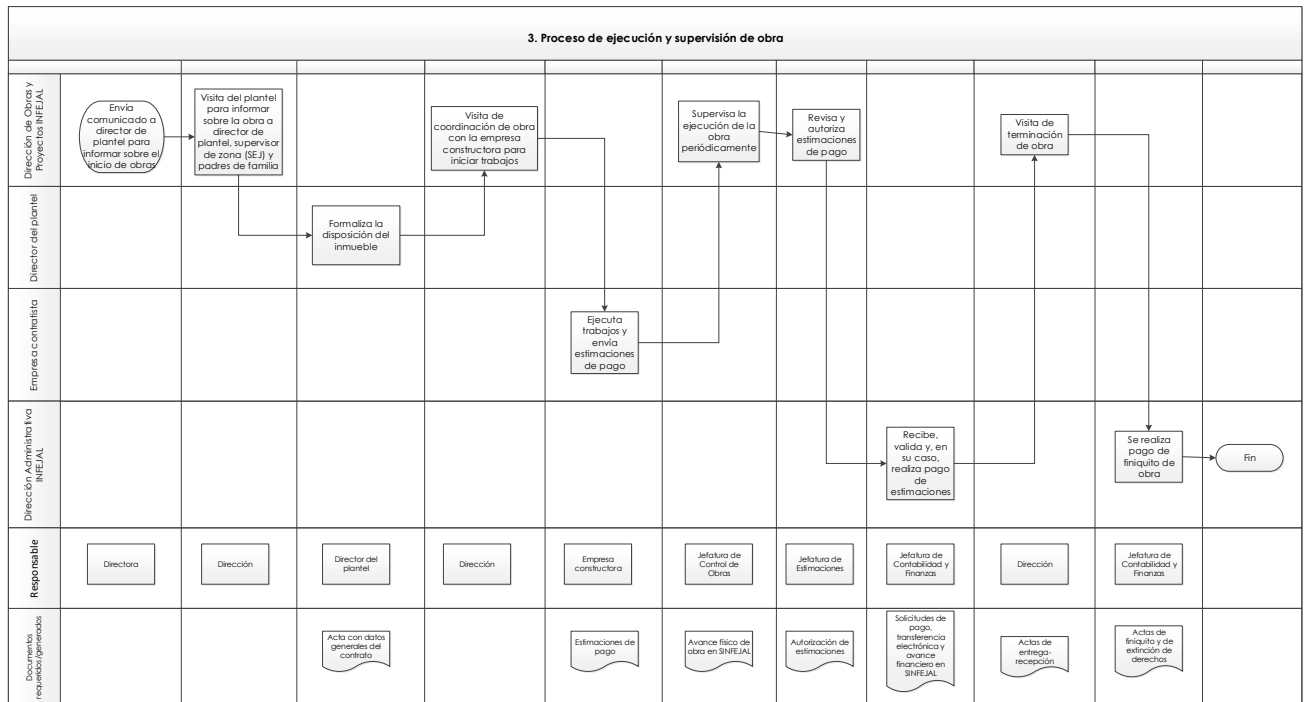 3. Proceso de ejecución y supervisión de obra
Dirección de Obras y
Proyectos INFEJAL
Envía
comunicado a
director de
plantel para
informar sobre el
inicio de obras
Visita del plantel
para informar
sobre la obra a
director de
plantel, supervisor
de zona (SEJ) y
padres de familia
Visita de
coordinación de obra
con la empresa
constructora para
iniciar trabajos
Supervisa la
ejecución de la
obra
periódicamente
Revisa y
autoriza
estimaciones
de pago
Visita de
terminación
de obra
Director del plantel
Formaliza la
disposición del
inmueble
Empresa contratista
Ejecuta
trabajos y
envía
estimaciones
de pago
Dirección Administrativa
INFEJAL
Recibe,
valida y, en
su caso,
realiza pago
de
estimaciones
Se realiza
pago de
finiquito de
obra
Fin
Responsable
Directora
Dirección
Director del
plantel
Dirección
Empresa
constructora
Jefatura de
Control de
Obras
Jefatura de
Estimaciones
Jefatura de
Contabilidad y
Finanzas
Dirección
Jefatura de
Contabilidad y
Finanzas
Documentos
requeridos/generados
Acta con datos
generales del
contrato
Estimaciones de
pago
Avance físico de
obra en SINFEJAL
Autorización de
estimaciones
Solicitudes de
pago,
transferencia
electrónica y
avance
financiero en
SINFEJAL
Actas de
entrega-
recepción
Actas de
finiquito y de
extinción de
derechos